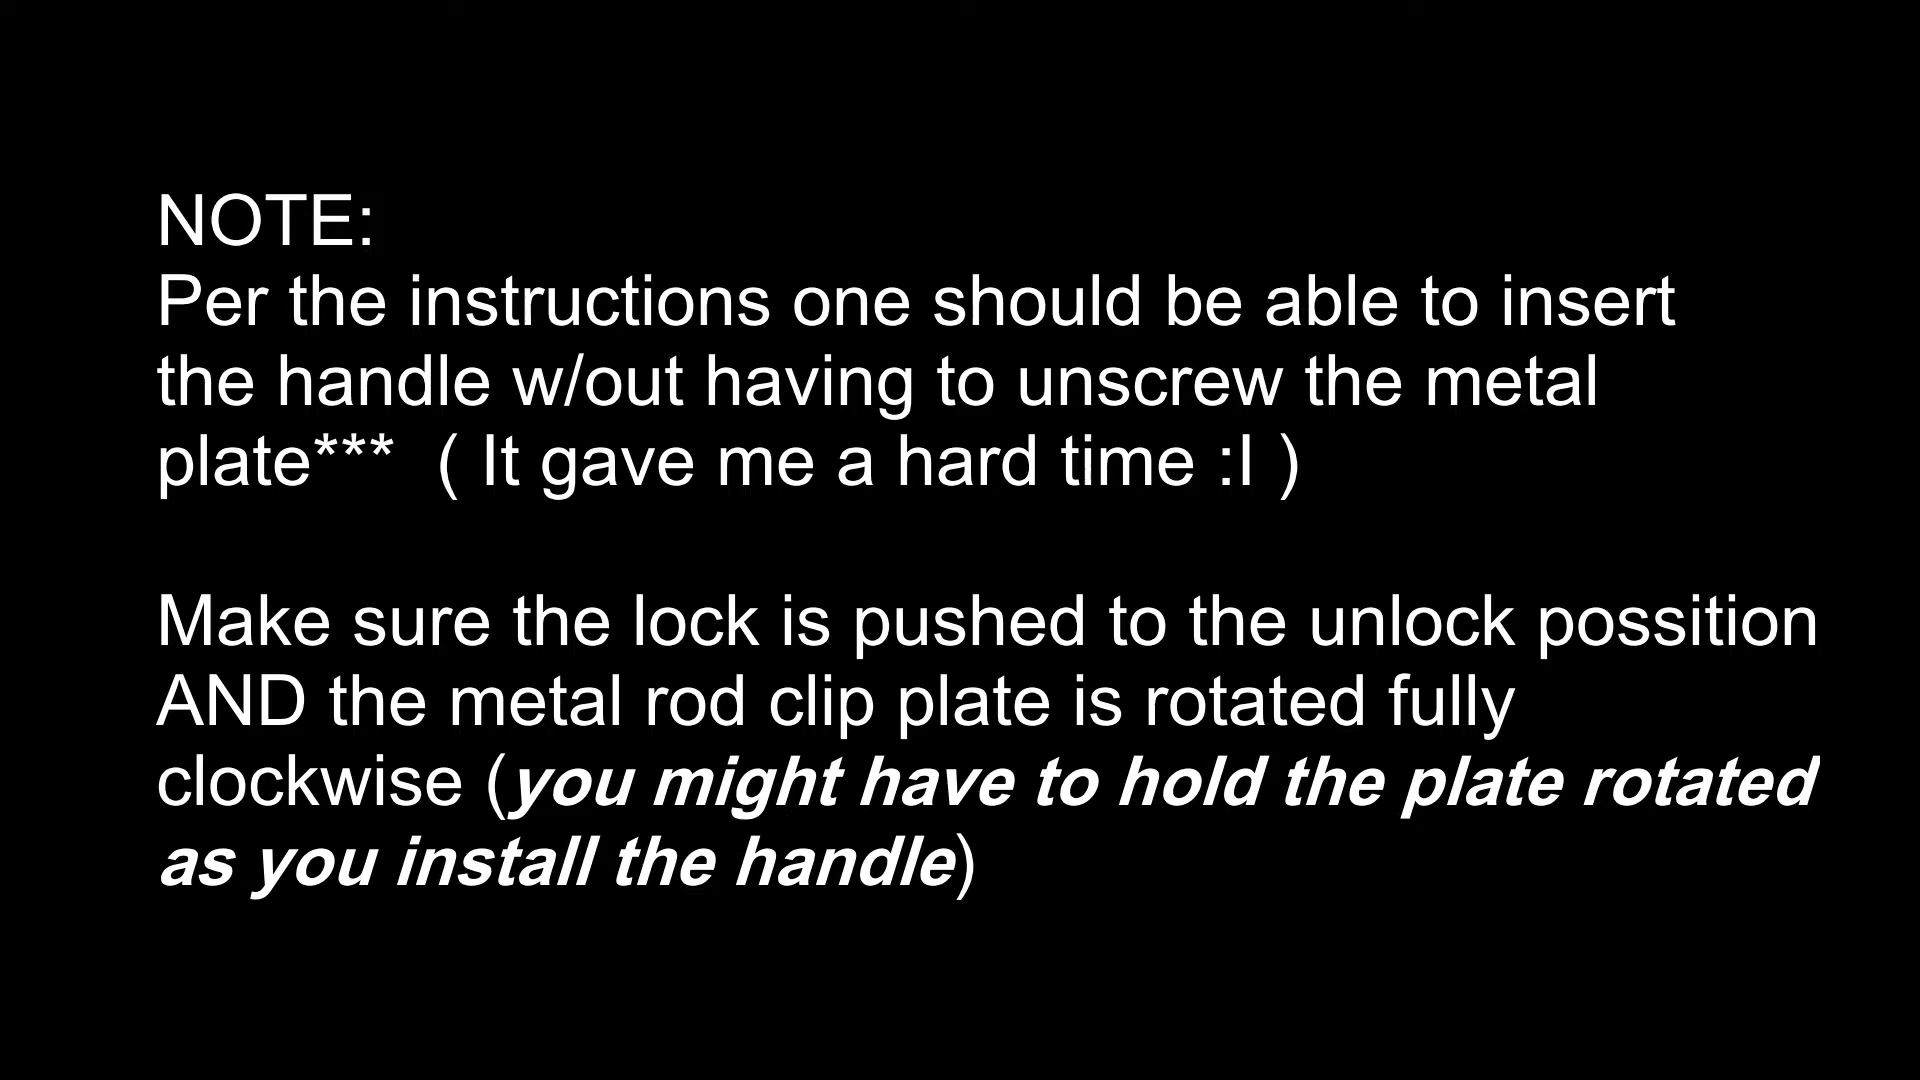 NOTE:
Per the instructions one should be able to insert
the handle w/out having to unscrew the metal
plate***  ( It gave me a hard time :I )
Make sure the lock is pushed to the unlock possition
AND the metal rod clip plate is rotated fully
clockwise (you might have to hold the plate rotated
as you install the handle)